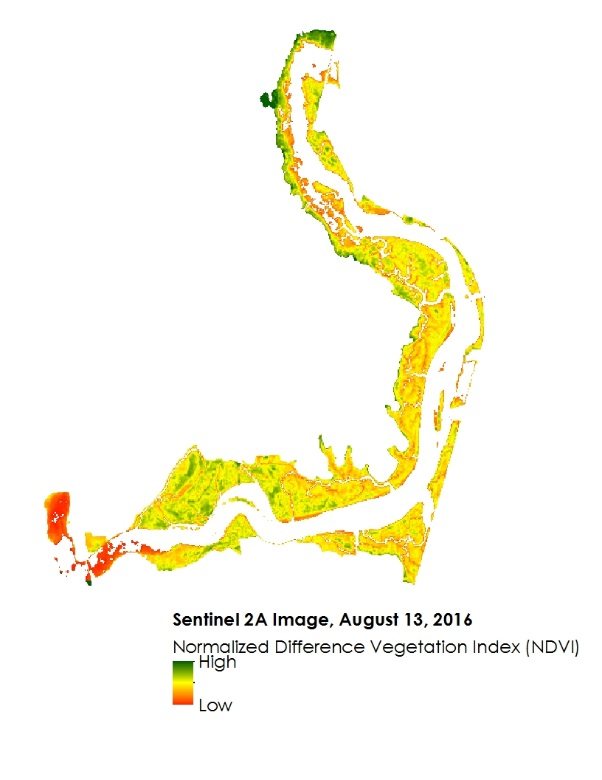 Sentinel 2A Image, August 13, 2016
Normalized Difference Vegetation Index (NDVI)
High
Low